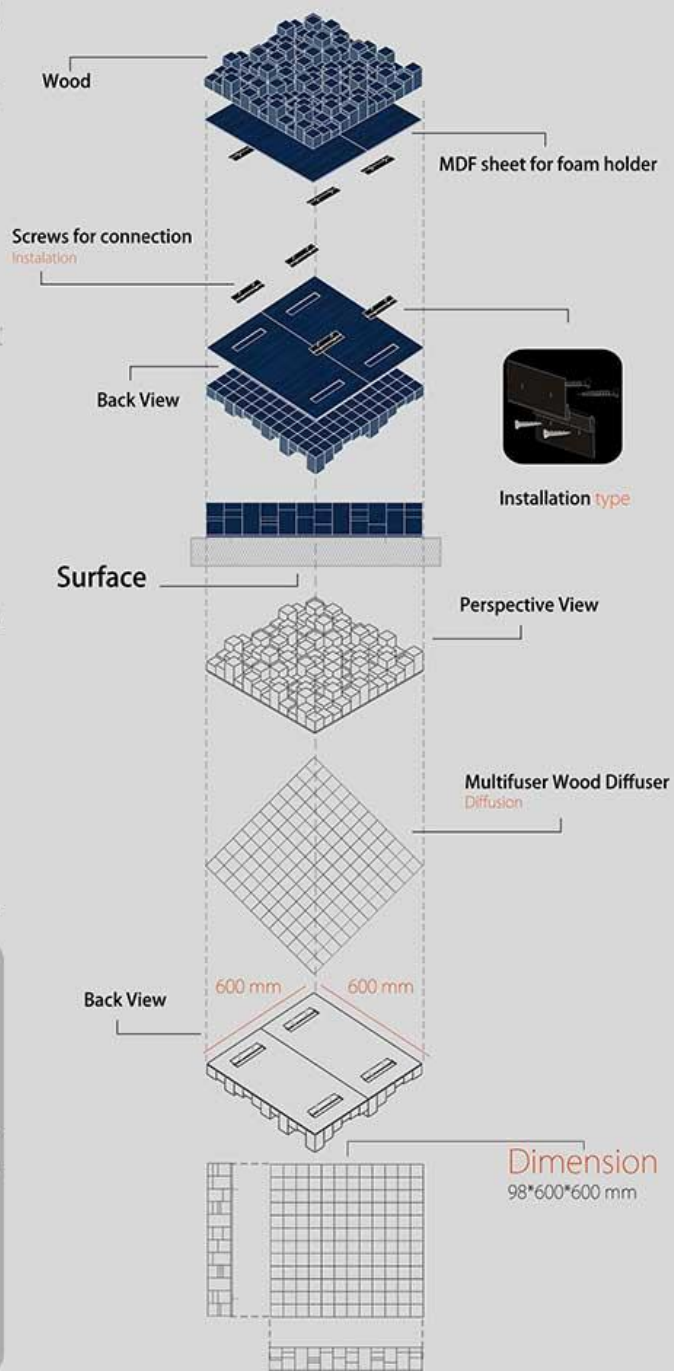 Wood
MDF sheet for foam holder
Screws for connection
Instalation
Back View
Installation type
Surface
Perspective View
Multifuser Wood Diffuser
Diffusion
600 mm
600 mm
Back View
Dimension
98*600*600 mm